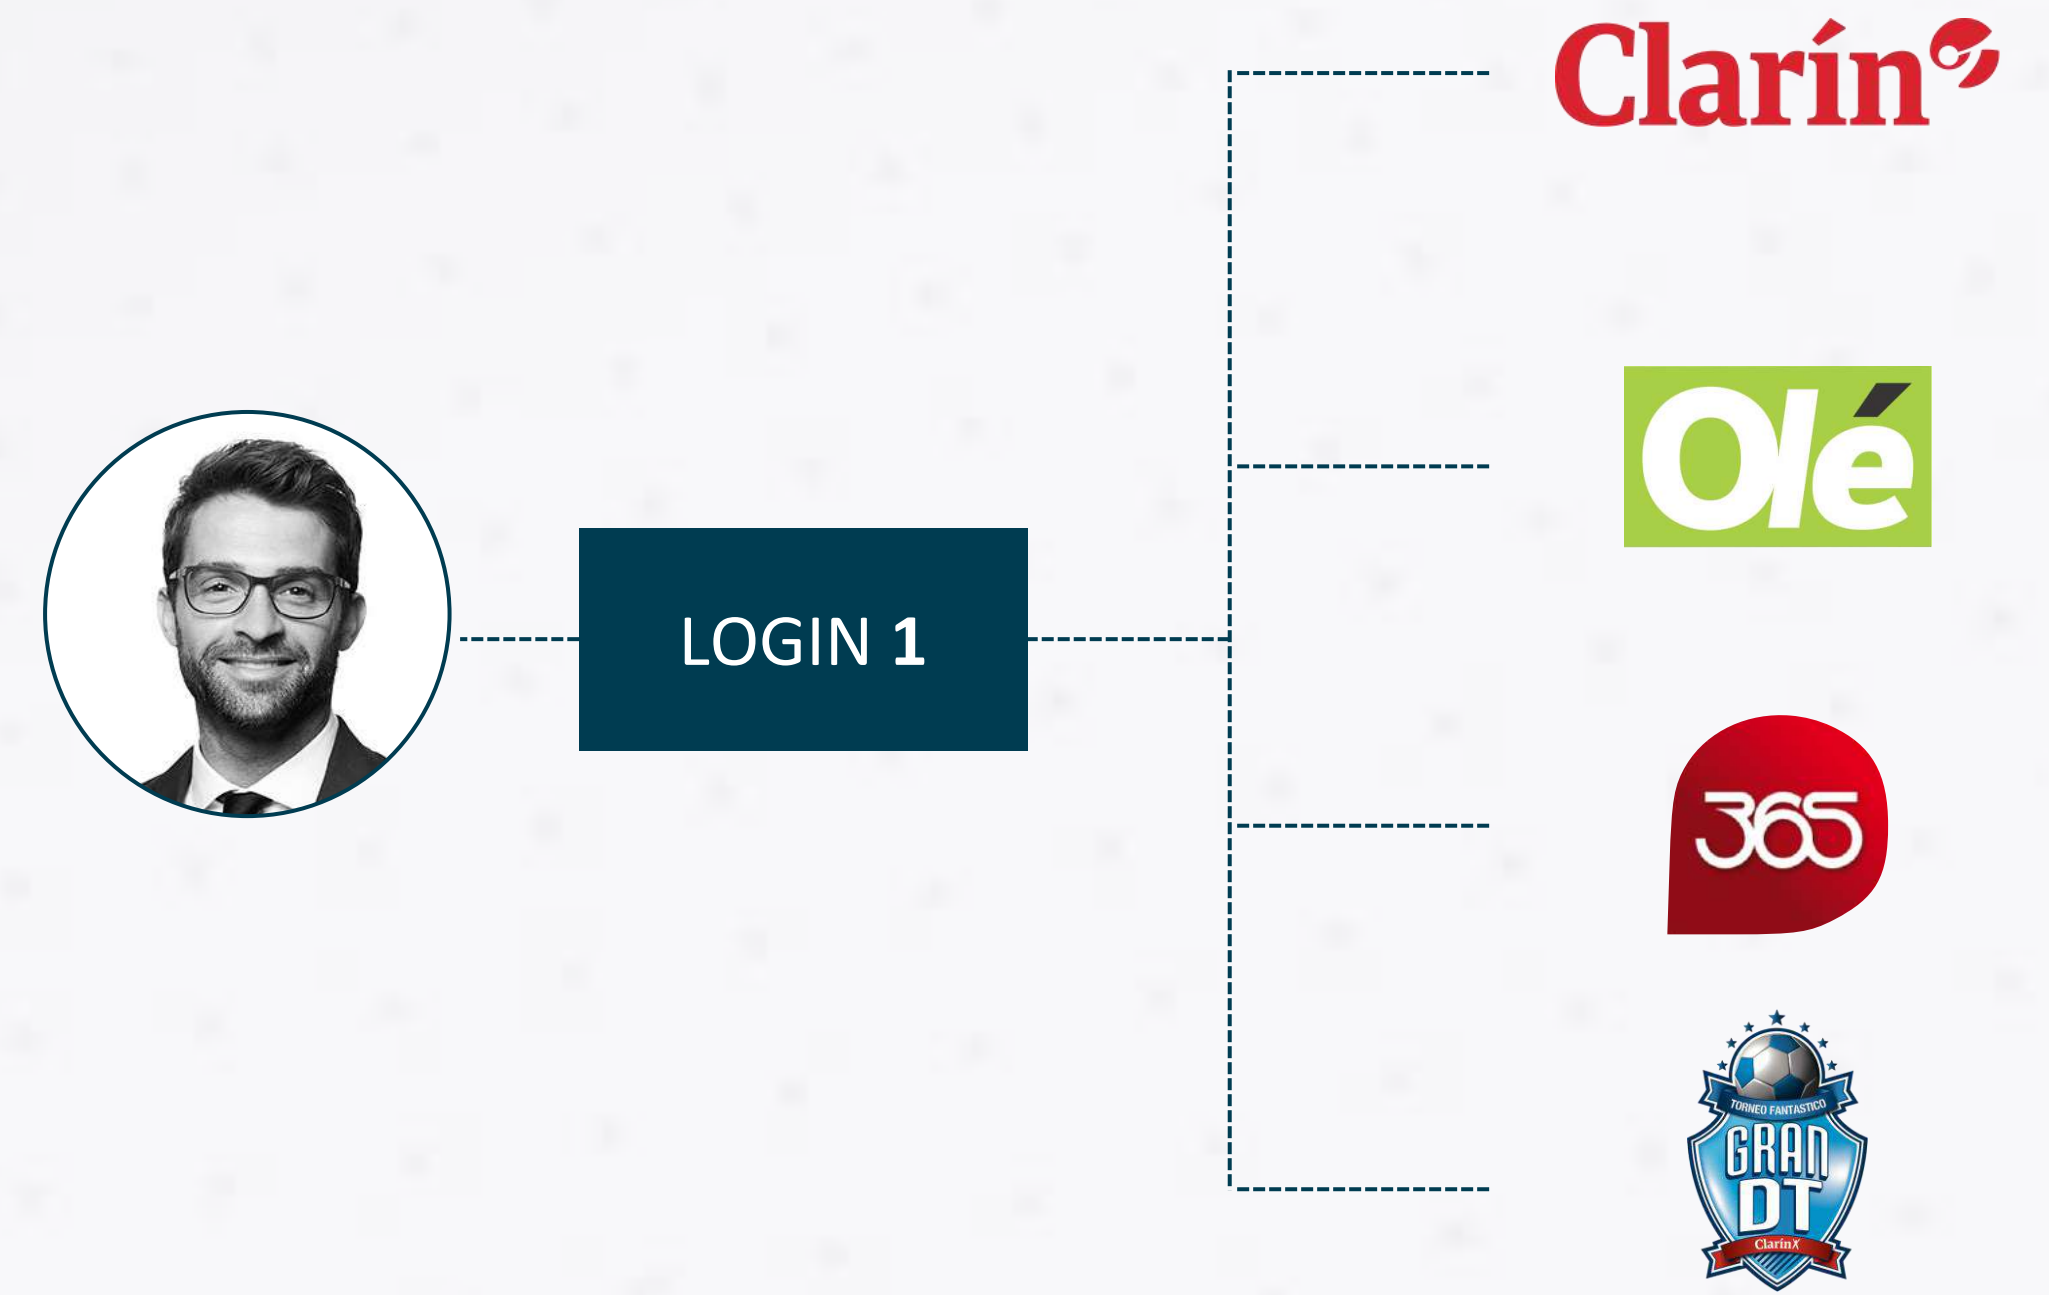 Clarín
Olé
LOGIN 1
365
TORNEO FANTASTICO
GRAN
DT
Clarín